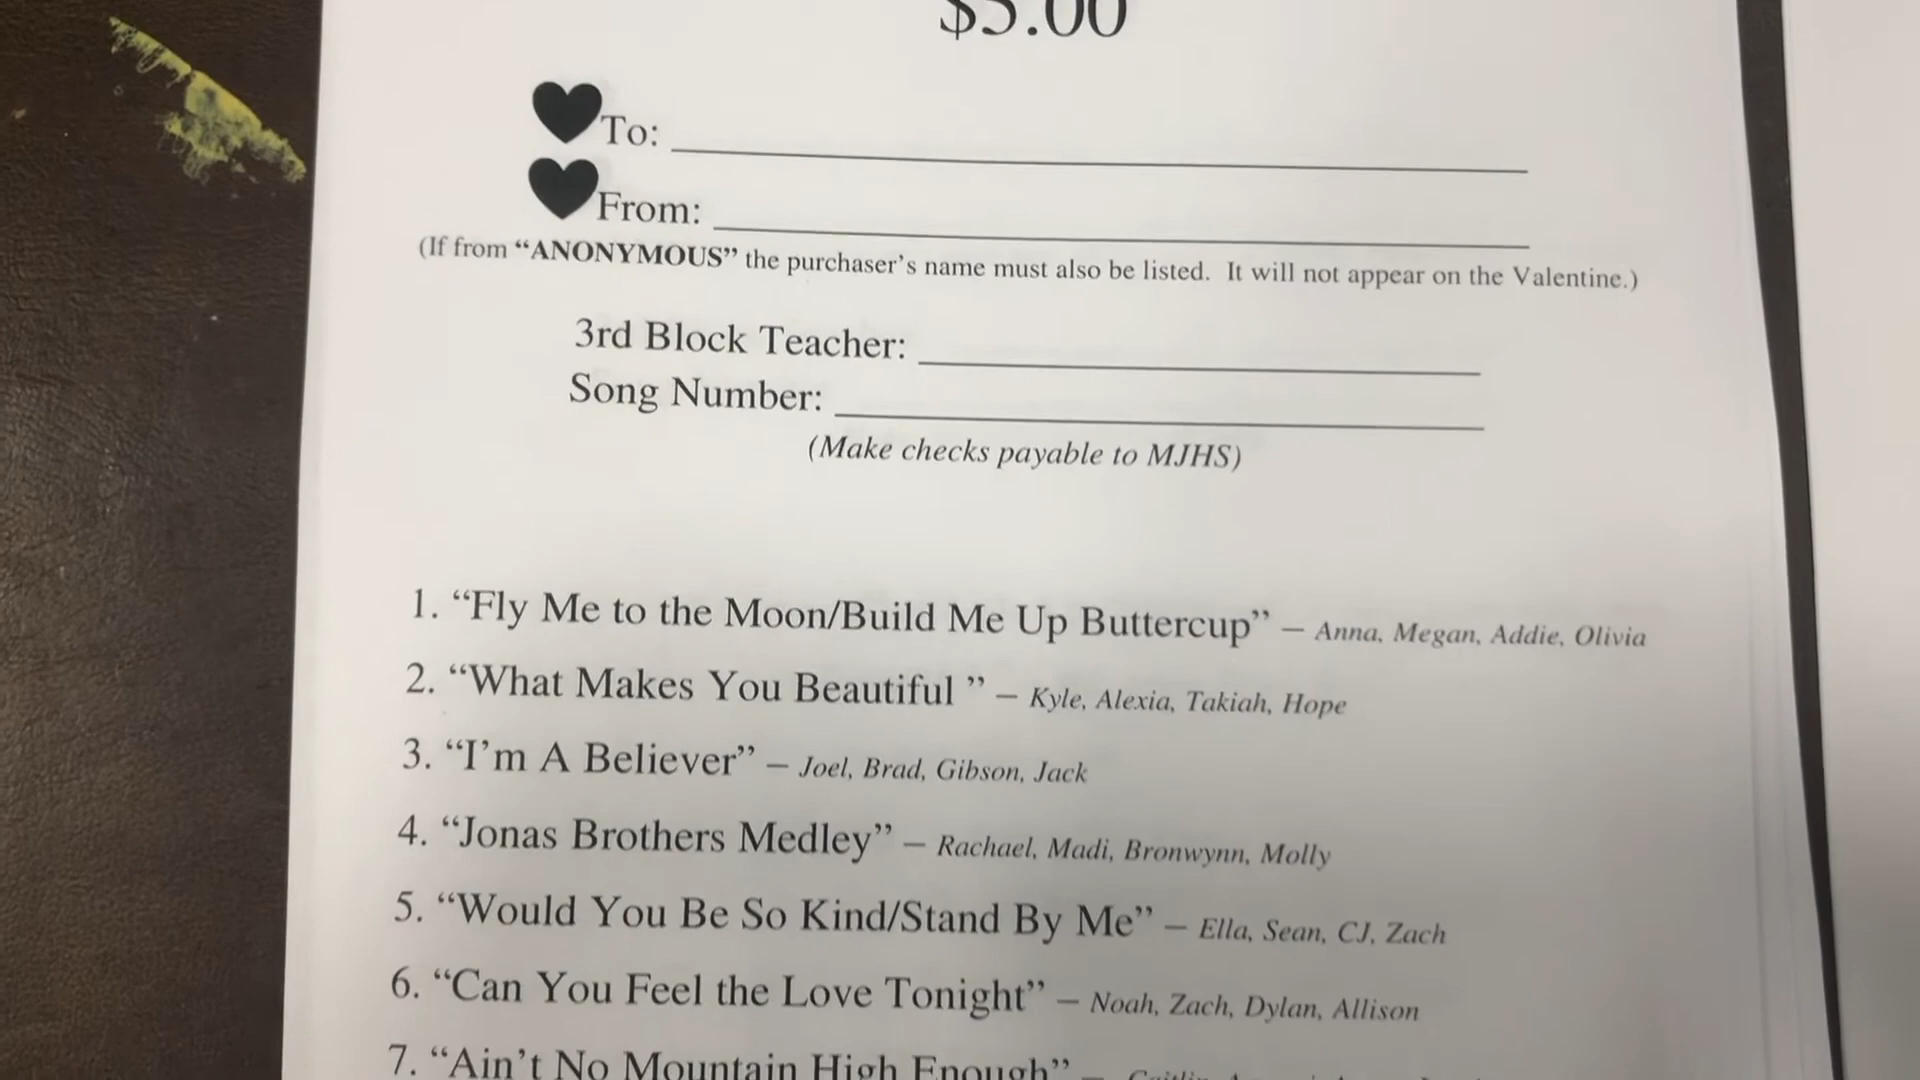 $5.00
To:
From:
(If from “ANONYMOUS” the purchaser’s name must also be listed. It will not appear on the Valentine.)
3rd Block Teacher:
Song Number:
(Make checks payable to MJHS)
1. “Fly Me to the Moon/Build Me Up Buttercup” – Anna, Megan, Addie, Olivia
2. “What Makes You Beautiful ” – Kyle, Alexia, Takiah, Hope
3. “I’m A Believer” – Joel, Brad, Gibson, Jack
4. “Jonas Brothers Medley” – Rachael, Madi, Bronwynn, Molly
5. “Would You Be So Kind/Stand By Me” – Ella, Sean, CJ, Zach
6. “Can You Feel the Love Tonight” – Noah, Zach, Dylan, Allison
7. “Ain’t No Mountain High Enough” –